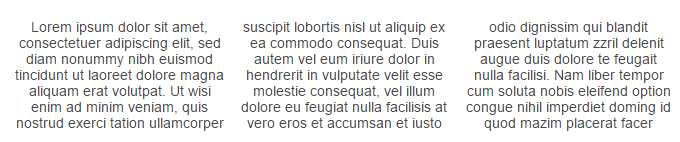 Lorem ipsum dolor sit amet,
consectetuer adipiscing elit, sed
diam nonummy nibh euismod
tincidunt ut laoreet dolore magna
aliquam erat volutpat. Ut wisi
enim ad minim veniam, quis
nostrud exerci tation ullamcorper
suscipit lobortis nisl ut aliquip ex
ea commodo consequat. Duis
autem vel eum iriure dolor in
hendrerit in vulputate velit esse
molestie consequat, vel illum
dolore eu feugiat nulla facilisis at
vero eros et accumsan et iusto
odio dignissim qui blandit
praesent luptatum zzril delenit
augue duis dolore te feugait
nulla facilisi. Nam liber tempor
cum soluta nobis eleifend option
congue nihil imperdiet doming id
quod mazim placerat facer